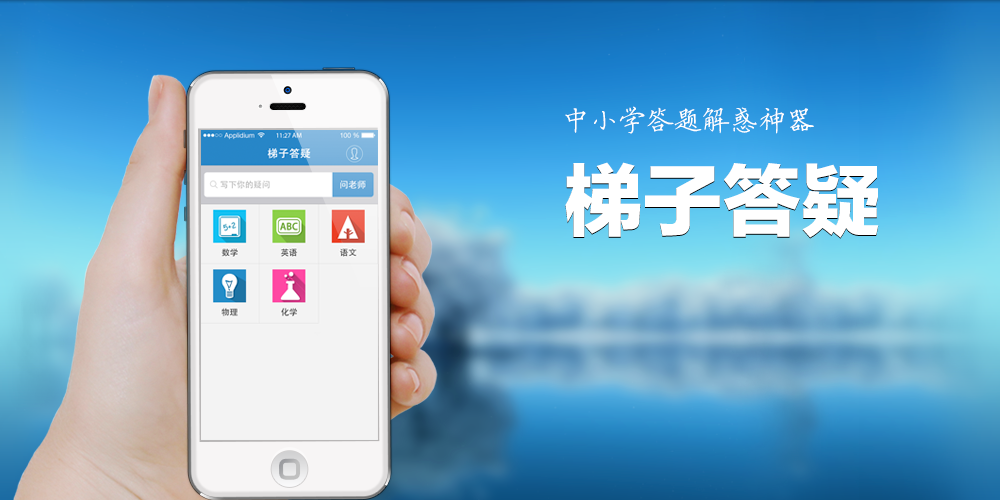 中小学答题解惑神器
梯子答疑
Applidium 11:27 AM 100 %
梯子答疑
写下你的疑问 问老师
5+2 ABC
数学 英语 语文
物理 化学